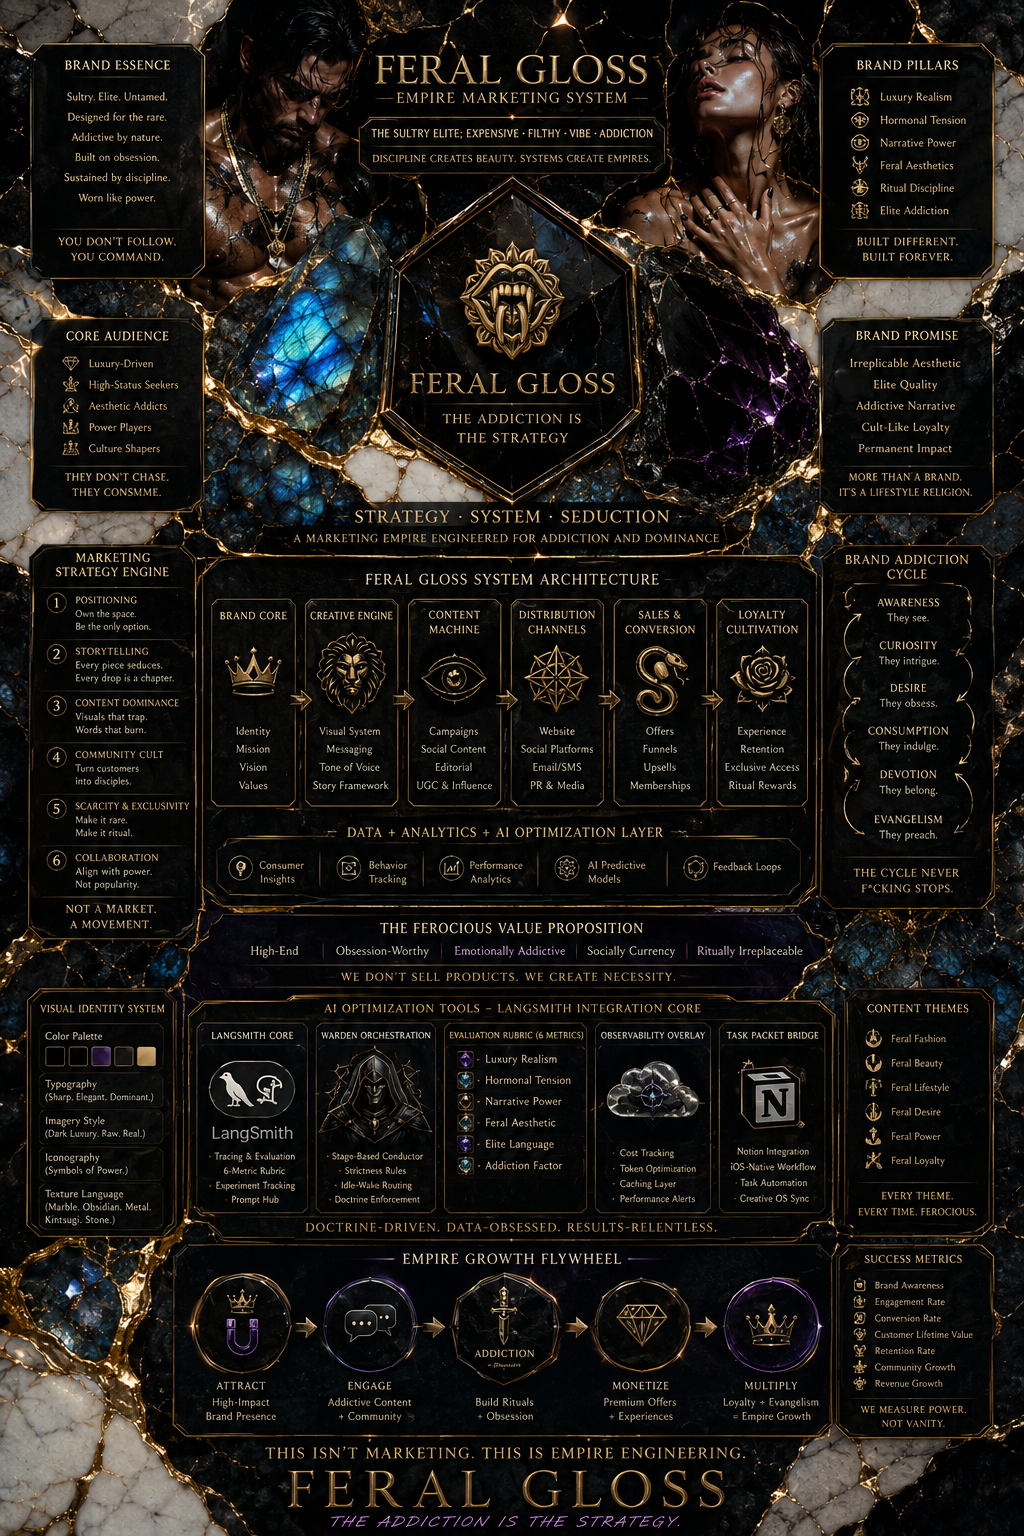 FERAL GLOSS
EMPIRE MARKETING SYSTEM
THE SULTRY ELITE; EXPENSIVE · FILTHY · VIBE · ADDICTION
DISCIPLINE CREATES BEAUTY. SYSTEMS CREATE EMPIRES.
BRAND ESSENCE
Sultry. Elite. Untamed.
Designed for the rare.
Addictive by nature.
Built on obsession.
Sustained by discipline.
Worn like power.
YOU DON'T FOLLOW.
YOU COMMAND.
BRAND PILLARS
Luxury Realism
Hormonal Tension
Narrative Power
Feral Aesthetics
Ritual Discipline
Elite Addiction
BUILT DIFFERENT.
BUILT FOREVER.
FERAL GLOSS
THE ADDICTION IS
THE STRATEGY
CORE AUDIENCE
Luxury-Driven
High-Status Seekers
Aesthetic Addicts
Power Players
Culture Shapers
THEY DON'T CHASE.
THEY CONSMME.
BRAND PROMISE
Irreplicable Aesthetic
Elite Quality
Addictive Narrative
Cult-Like Loyalty
Permanent Impact
MORE THAN A BRAND.
IT'S A LIFESTYLE RELIGION.
STRATEGY · SYSTEM · SEDUCTION
A MARKETING EMPIRE ENGINEERED FOR ADDICTION AND DOMINANCE
MARKETING
STRATEGY ENGINE
1 POSITIONING
Own the space.
Be the only option.
2 STORYTELLING
Every piece seduces.
Every drop is a chapter.
3 CONTENT DOMINANCE
Visuals that trap.
Words that burn.
4 COMMUNITY CULT
Turn customers
into disciples.
5 SCARCITY & EXCLUSIVITY
Make it rare.
Make it ritual.
6 COLLABORATION
Align with power.
Not popularity.
NOT A MARKET.
A MOVEMENT.
FERAL GLOSS SYSTEM ARCHITECTURE
BRAND CORE
Identity
Mission
Vision
Values
CREATIVE ENGINE
Visual System
Messaging
Tone of Voice
Story Framework
CONTENT
MACHINE
Campaigns
Social Content
Editorial
UGC & Influence
DISTRIBUTION
CHANNELS
Website
Social Platforms
Email/SMS
PR & Media
SALES &
CONVERSION
Offers
Funnels
Upsells
Memberships
LOYALTY
CULTIVATION
Experience
Retention
Exclusive Access
Ritual Rewards
DATA + ANALYTICS + AI OPTIMIZATION LAYER
Consumer
Insights
Behavior
Tracking
Performance
Analytics
AI Predictive
Models
Feedback Loops
BRAND ADDICTION
CYCLE
AWARENESS
They see.
CURIOSITY
They intrigue.
DESIRE
They obsess.
CONSUMPTION
They indulge.
DEVOTION
They belong.
EVANGELISM
They preach.
THE CYCLE NEVER
F*CKING STOPS.
THE FEROCIOUS VALUE PROPOSITION
High-End
Obsession-Worthy
Emotionally Addictive
Socially Currency
Ritually Irreplaceable
WE DON'T SELL PRODUCTS. WE CREATE NECESSITY.
VISUAL IDENTITY SYSTEM
Color Palette
Typography
(Sharp. Elegant. Dominant.)
Imagery Style
(Dark Luxury. Raw. Real.)
Iconography
(Symbols of Power.)
Texture Language
(Marble. Obsidian. Metal.
Kintsugi. Stone.)
AI OPTIMIZATION TOOLS – LANGSMITH INTEGRATION CORE
LANGSMITH CORE
LangSmith
· Tracing & Evaluation
· 6-Metric Rubric
· Experiment Tracking
· Prompt Hub
WARDEN ORCHESTRATION
· Stage-Based Conductor
· Strictness Rules
· Idle-Wake Routing
· Doctrine Enforcement
EVALUATION RUBRIC (6 METRICS)
· Luxury Realism
· Hormonal Tension
· Narrative Power
· Feral Aesthetic
· Elite Language
· Addiction Factor
OBSERVABILITY OVERLAY
· Cost Tracking
· Token Optimization
· Caching Layer
· Performance Alerts
TASK PACKET BRIDGE
N
Notion Integration
iOS-Native Workflow
· Task Automation
· Creative OS Sync
DOCTRINE-DRIVEN. DATA-OBSESSED. RESULTS-RELENTLESS.
CONTENT THEMES
Feral Fashion
Feral Beauty
Feral Lifestyle
Feral Desire
Feral Power
Feral Loyalty
EVERY THEME.
EVERY TIME. FEROCIOUS.
EMPIRE GROWTH FLYWHEEL
ATTRACT
High-Impact
Brand Presence
ENGAGE
Addictive Content
+ Community
ADDICTION
Build Rituals
+ Obsession
MONETIZE
Premium Offers
+ Experiences
MULTIPLY
Loyalty + Evangelism
= Empire Growth
SUCCESS METRICS
Brand Awareness
Engagement Rate
Conversion Rate
Customer Lifetime Value
Retention Rate
Community Growth
Revenue Growth
WE MEASURE POWER.
NOT VANITY.
THIS ISN'T MARKETING. THIS IS EMPIRE ENGINEERING.
FERAL GLOSS
THE ADDICTION IS THE STRATEGY.